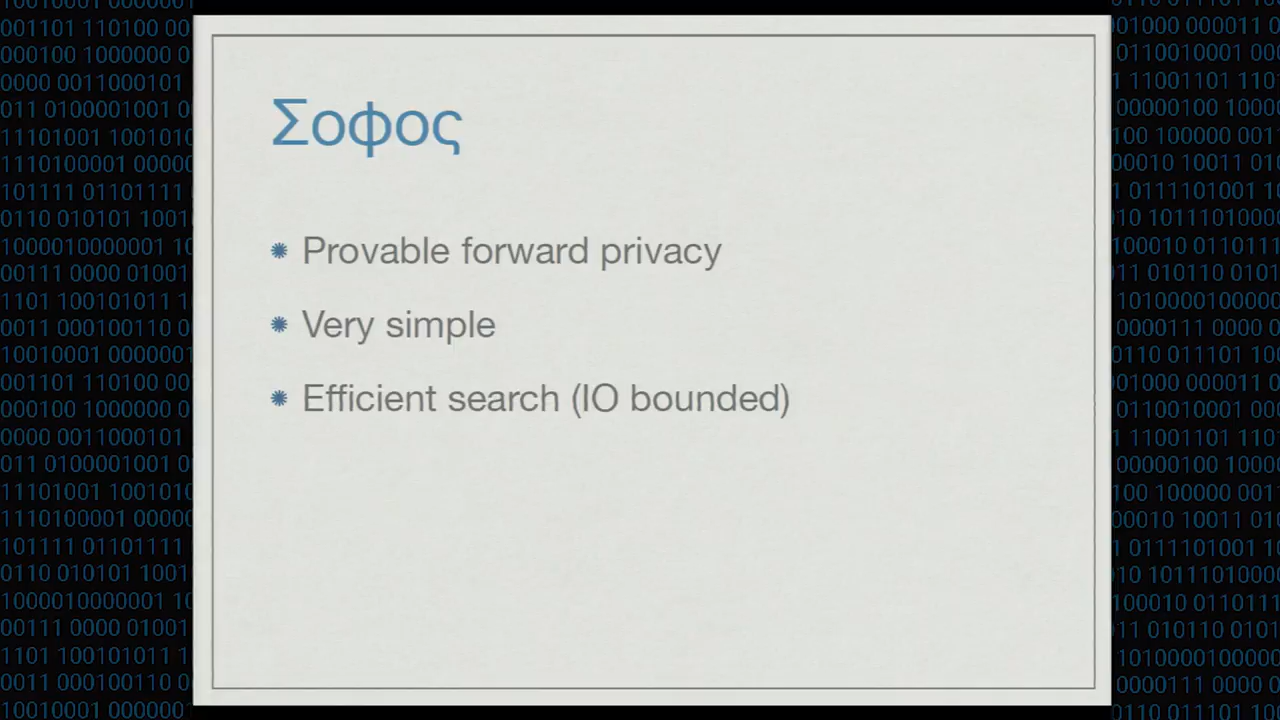 Σοφος
Provable forward privacy
Very simple
Efficient search (IO bounded)